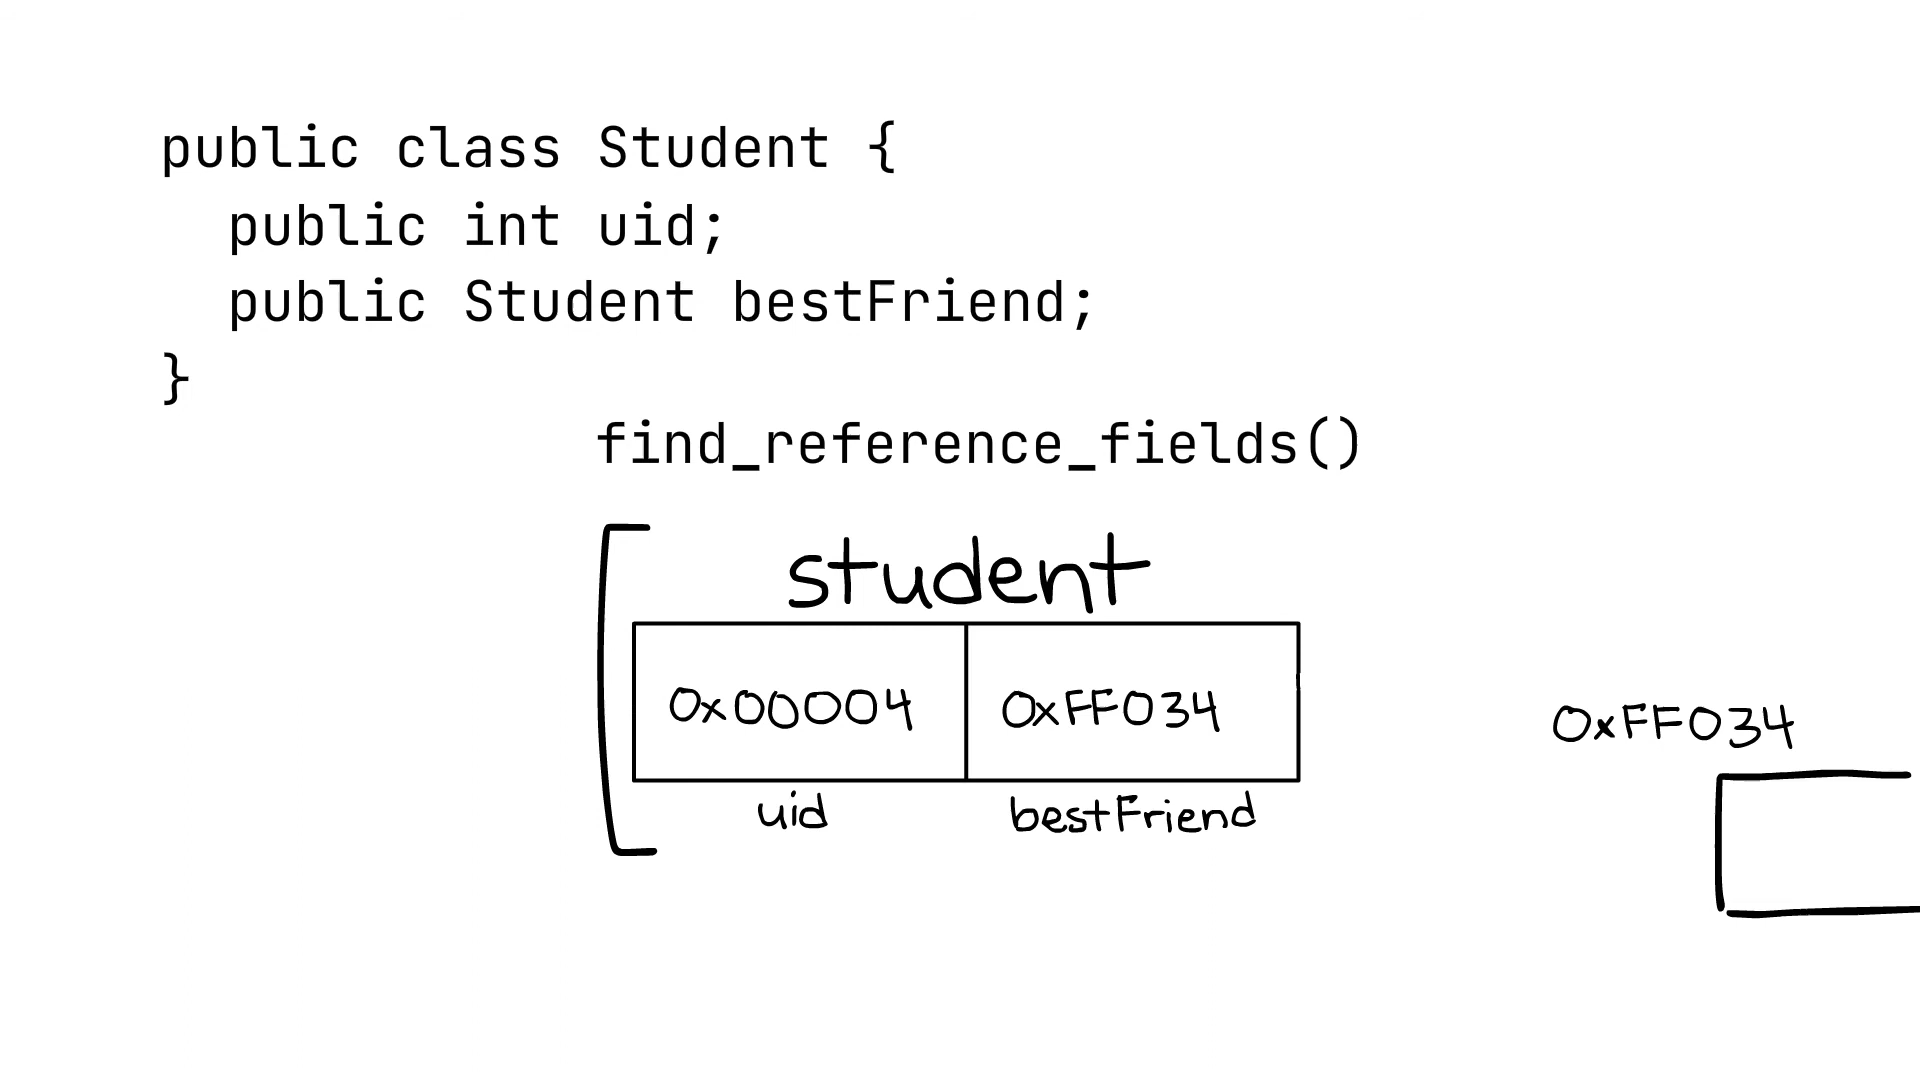 public class Student {
  public int uid;
  public Student bestFriend;
}
find_reference_fields()
student
0x00004 0xFF034
uid bestFriend
0xFF034